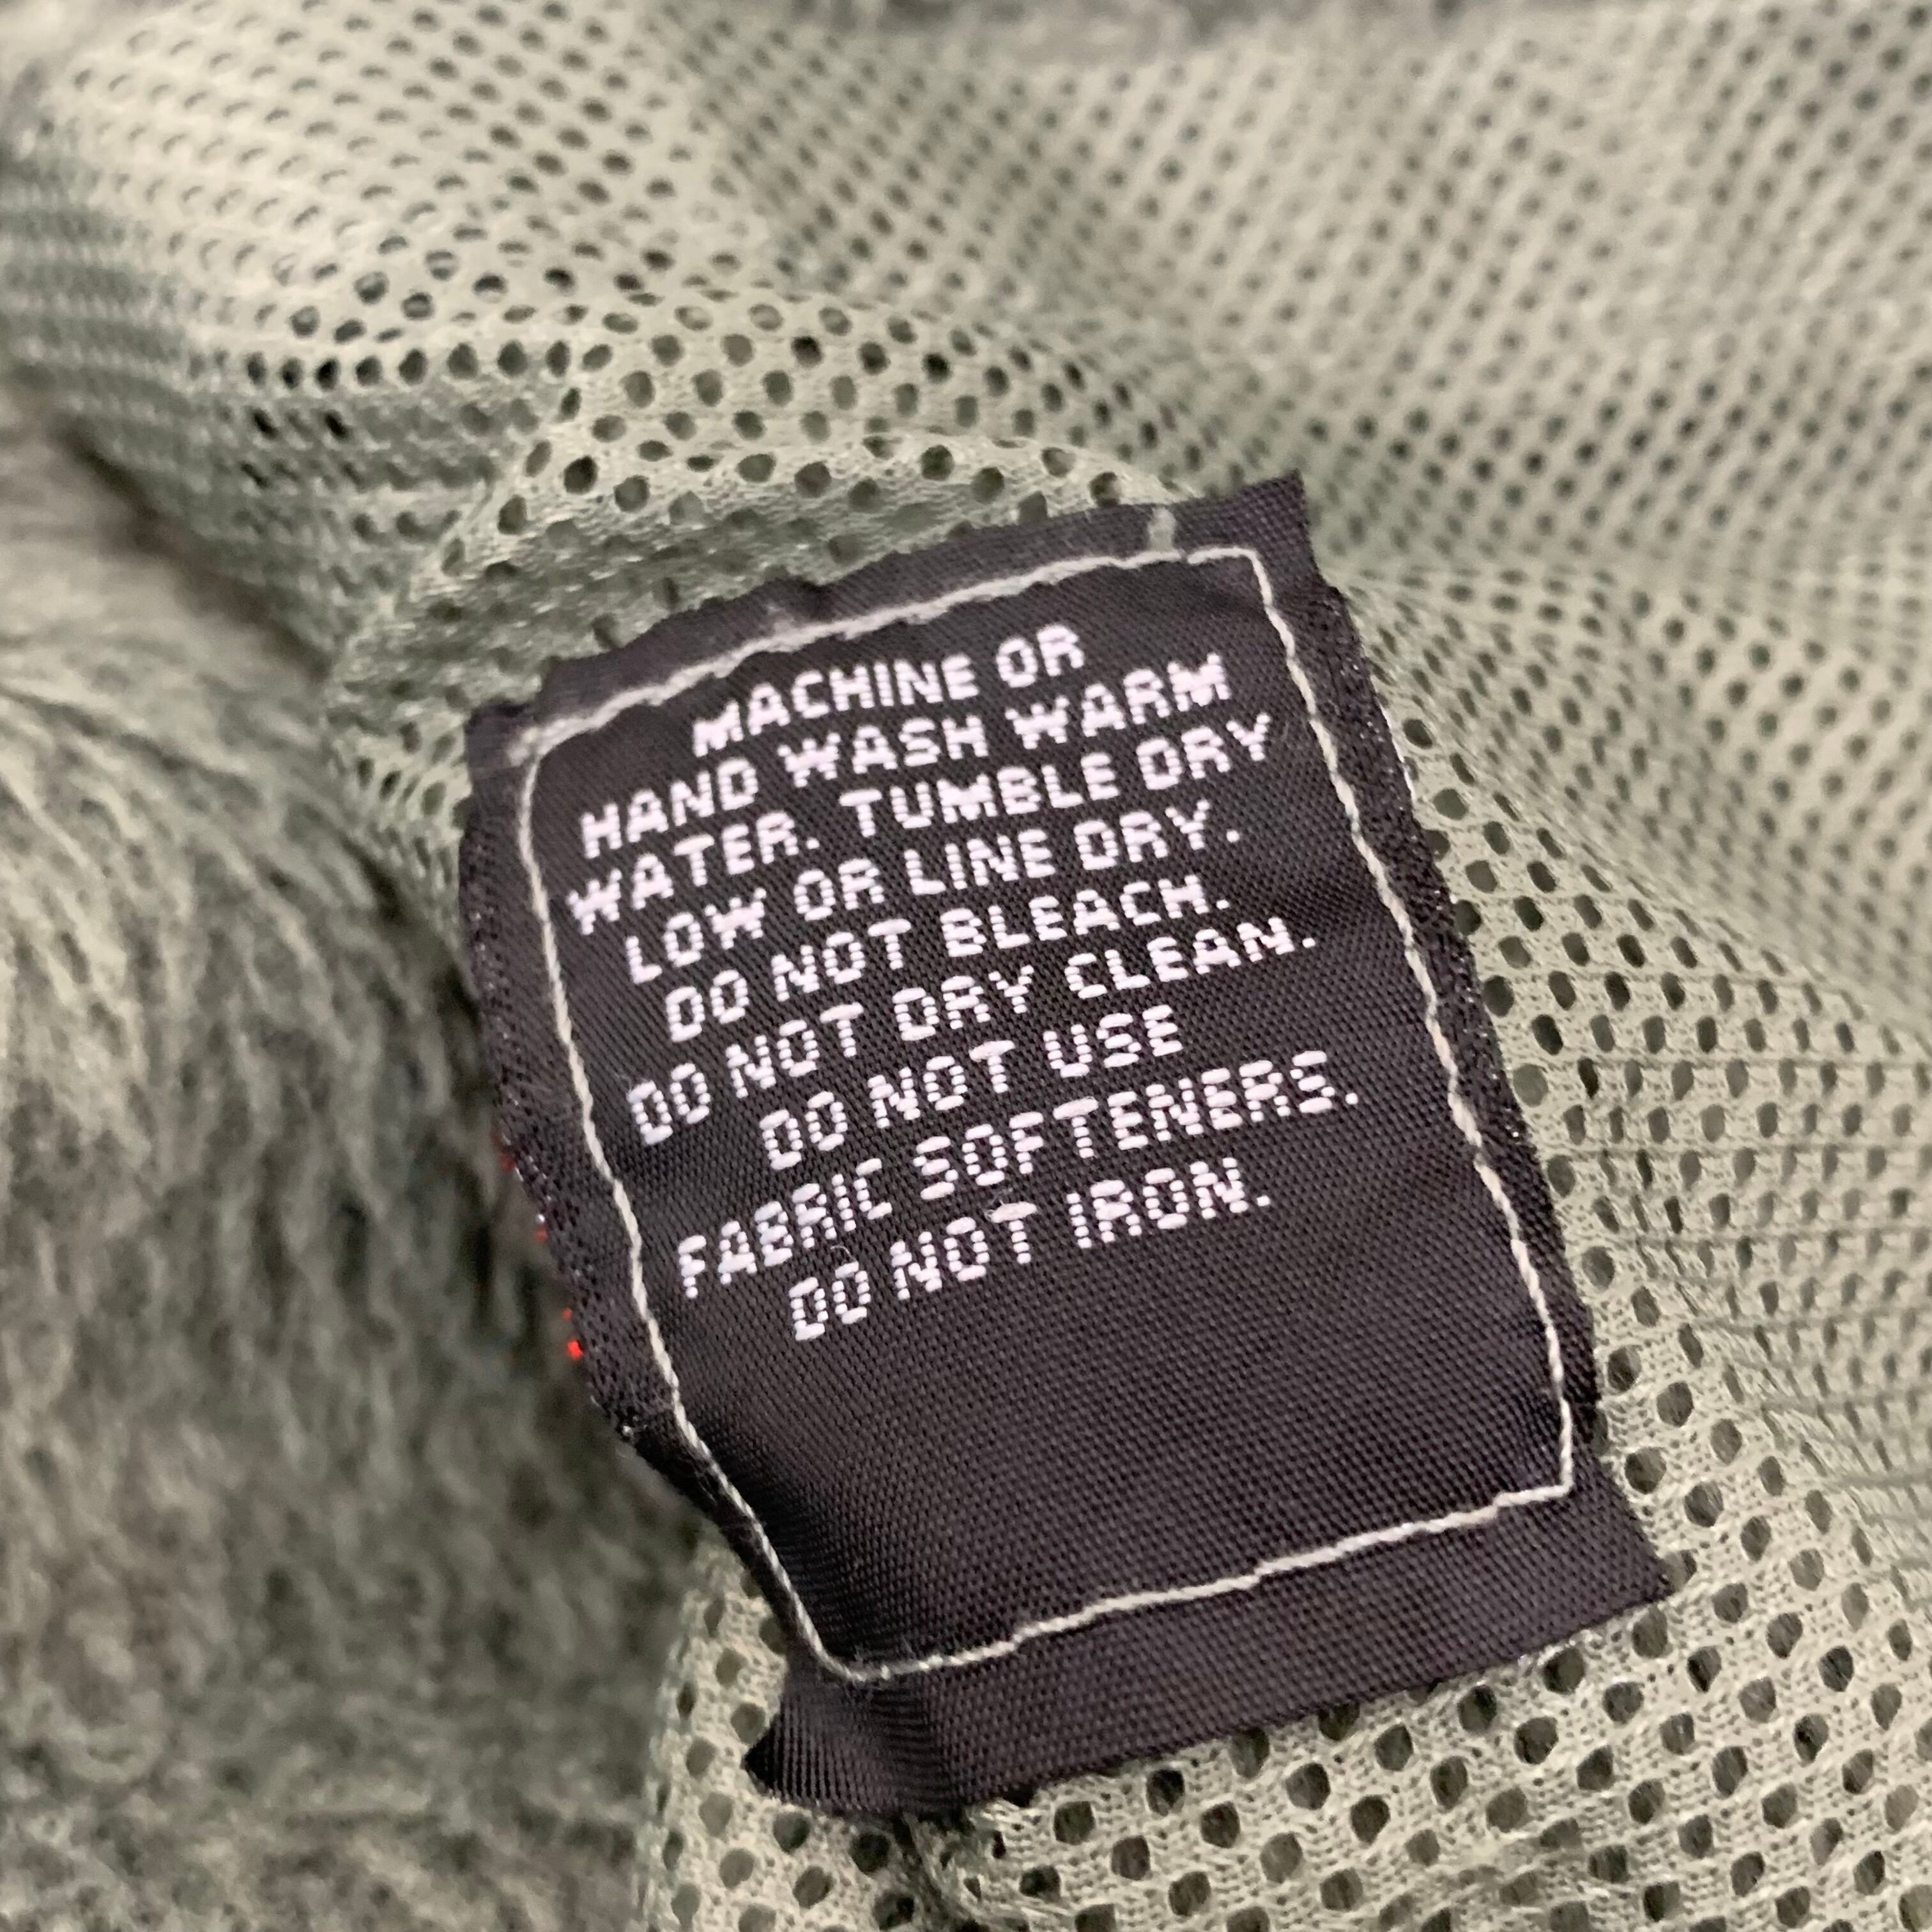 MACHINE OR
HAND WASH WARM
WATER. TUMBLE DRY
LOW OR LINE DRY.
DO NOT BLEACH.
DO NOT DRY CLEAN.
DO NOT USE
FABRIC SOFTENERS.
DO NOT IRON.